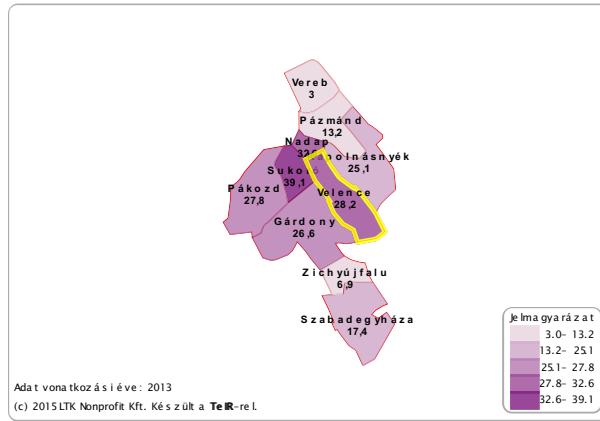 Vereb
3
Pázmánd
13,2
Nadap
Kápolnásnyék
25,1
Sukoró
39,1
Velence
28,2
Pákozd
27,8
Gárdony
26,6
Zichyújfalu
6,9
Szabadegyháza
17,4
Jelmagyarázat
3.0- 13.2
13.2- 25.1
25.1- 27.8
27.8- 32.6
32.6- 39.1
Adat vonatkozási éve: 2013
(c) 2015 LTK Nonprofit Kft. Készült a TeIR-rel.